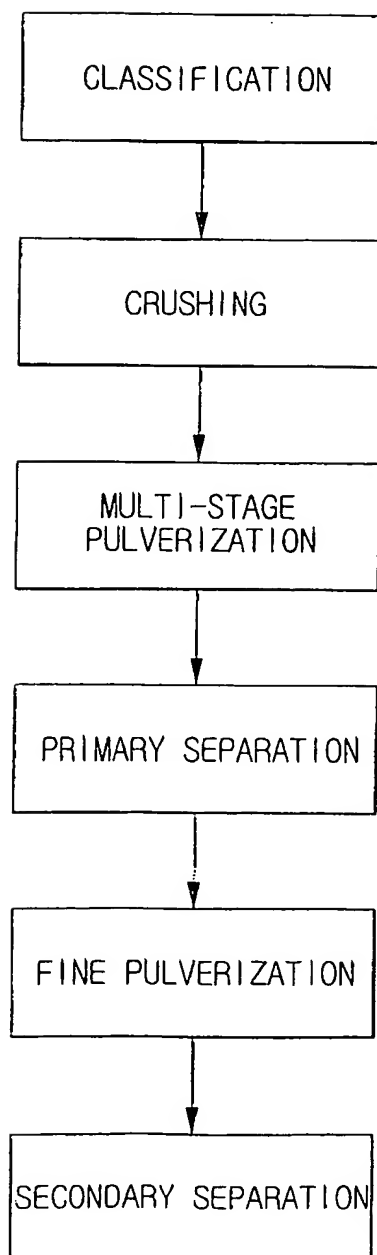 CLASSIFICATION
CRUSHING
MULTI-STAGE
PULVERIZATION
PRIMARY SEPARATION
FINE PULVERIZATION
SECONDARY SEPARATION